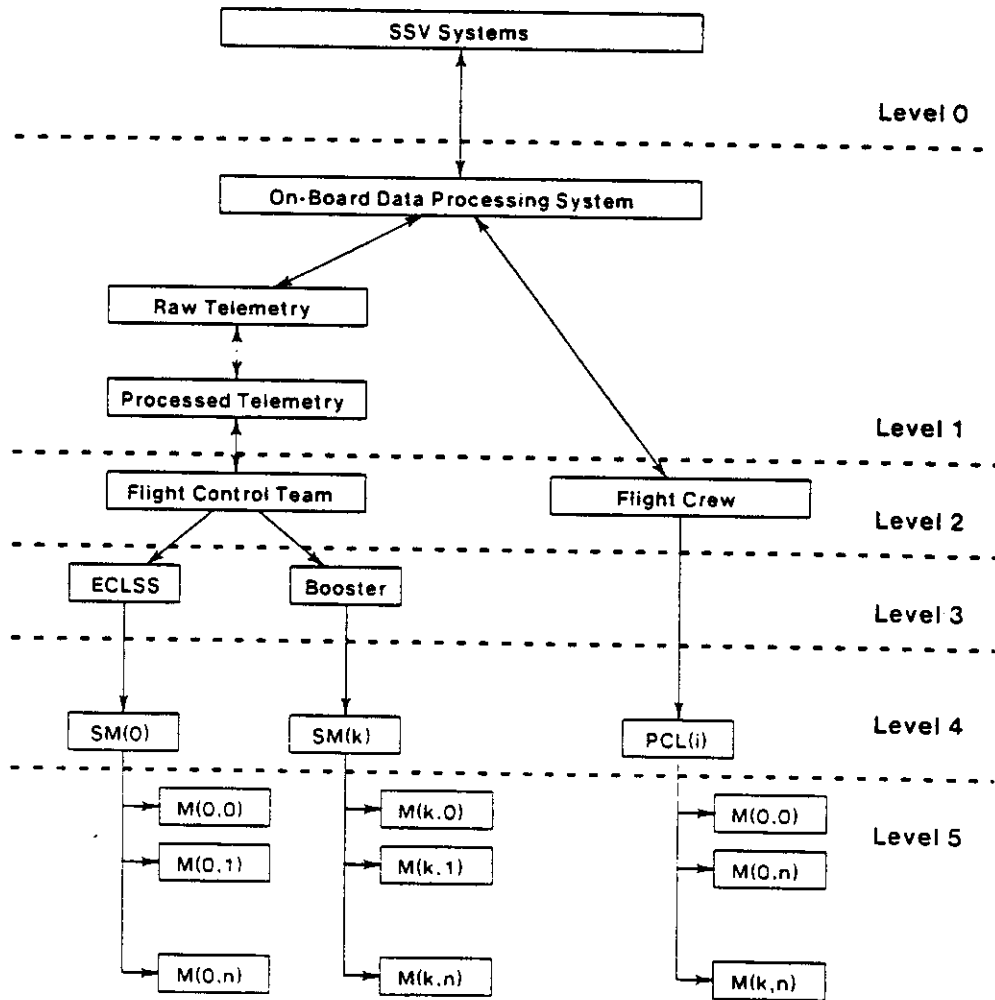 SSV Systems
Level 0
On-Board Data Processing System
Raw Telemetry
Processed Telemetry
Level 1
Flight Control Team
Flight Crew
Level 2
ECLSS
Booster
Level 3
SM(0)
SM(k)
PCL(i)
Level 4
M(0,0)
M(k,0)
M(0,0)
Level 5
M(0,1)
M(k,1)
M(0,n)
M(0,n)
M(k,n)
M(k,n)